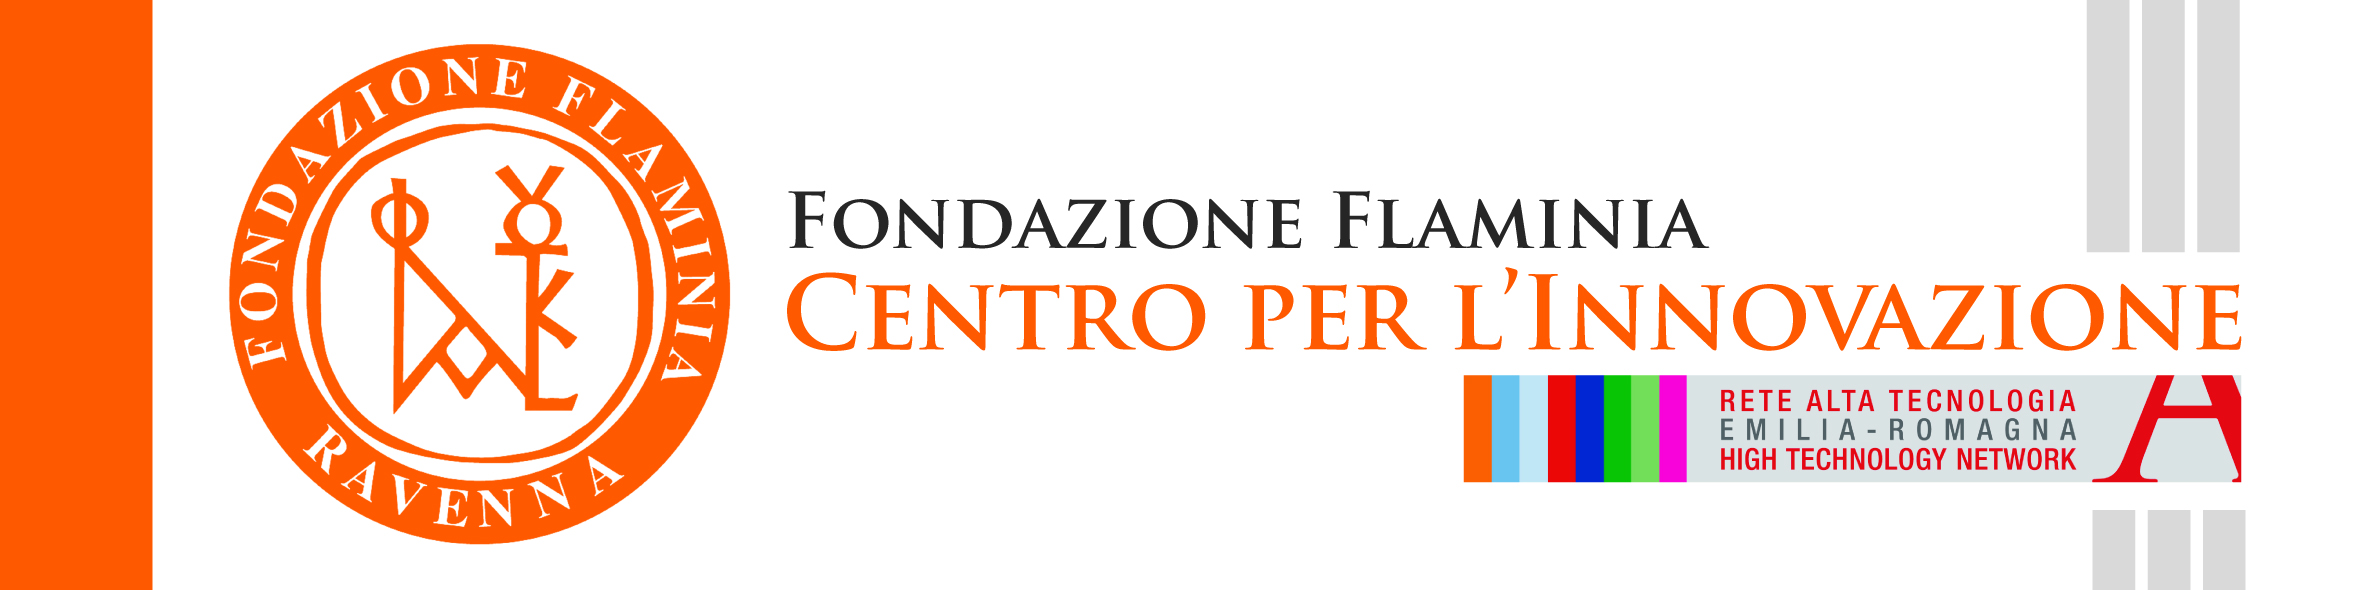 FONDAZIONE FLAMINIA
RAVENNA
FONDAZIONE FLAMINIA
CENTRO PER L'INNOVAZIONE
RETE ALTA TECNOLOGIA
EMILIA-ROMAGNA
HIGH TECHNOLOGY NETWORK